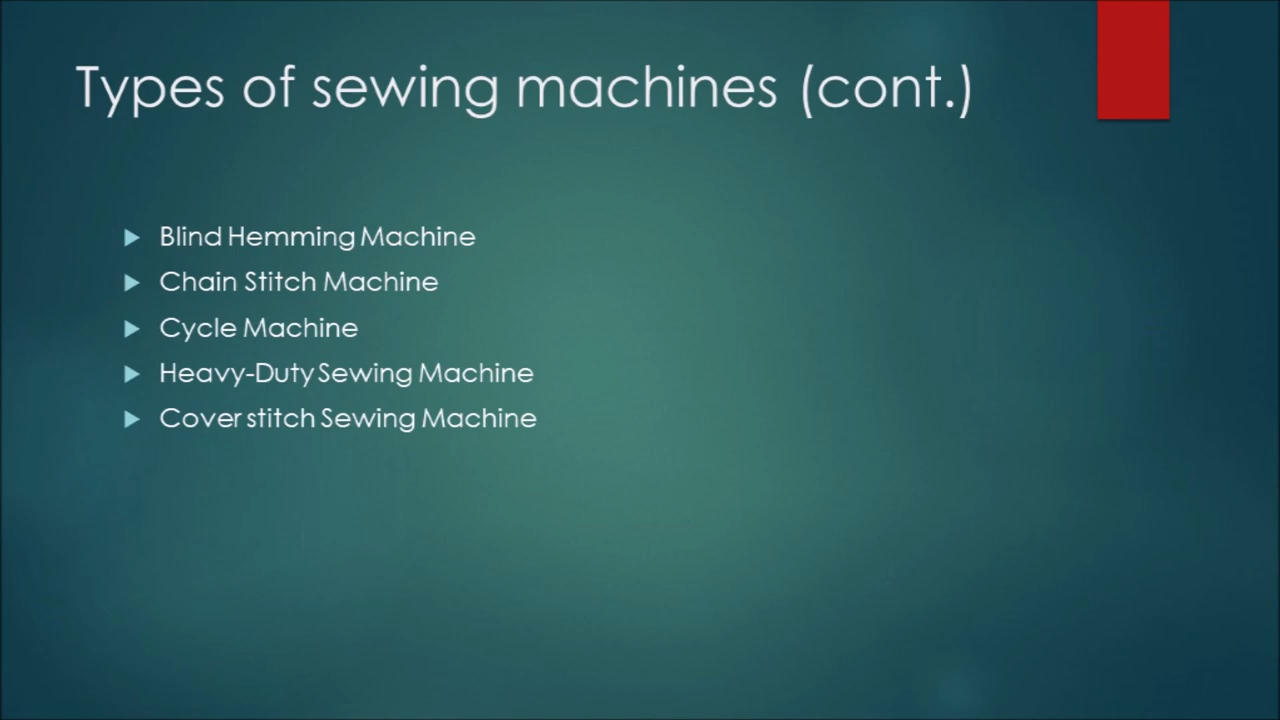 Types of sewing machines (cont.)
Blind Hemming Machine
Chain Stitch Machine
Cycle Machine
Heavy-Duty Sewing Machine
Cover stitch Sewing Machine